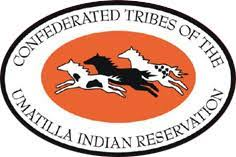 CONFEDERATED TRIBES OF THE
UMATILLA INDIAN RESERVATION